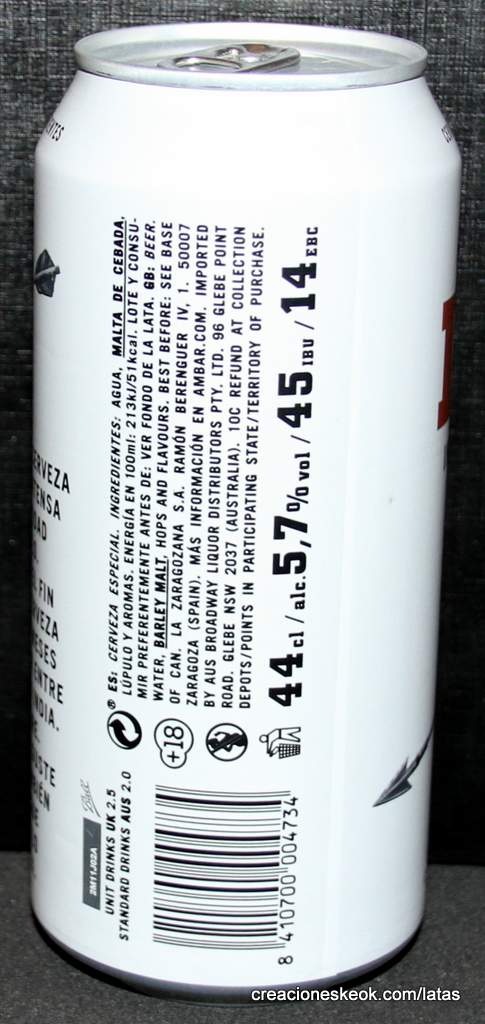 ® ES: CERVEZA ESPECIAL. INGREDIENTES: AGUA, MALTA DE CEBADA,
LÚPULO Y AROMAS. ENERGÍA EN 100ml: 213kJ/51kcal. LOTE Y CONSU-
MIR PREFERENTEMENTE ANTES DE: VER FONDO DE LA LATA. GB: BEER.
WATER, BARLEY MALT, HOPS AND FLAVOURS. BEST BEFORE: SEE BASE
OF CAN. LA ZARAGOZANA S.A. RAMÓN BERENGUER IV, 1. 50007
ZARAGOZA (SPAIN). MÁS INFORMACIÓN EN AMBAR.COM. IMPORTED
BY AUS BROADWAY LIQUOR DISTRIBUTORS PTY. LTD. 96 GLEBE POINT
ROAD. GLEBE NSW 2037 (AUSTRALIA). 10C REFUND AT COLLECTION
DEPOTS/POINTS IN PARTICIPATING STATE/TERRITORY OF PURCHASE.
44 cl / alc. 5,7% vol / 45 IBU / 14 EBC
+18
2M11J02A
Ball
UNIT DRINKS UK 2.5
STANDARD DRINKS AUS 2.0
8 410700 004734
FIN
creacioneskeok.com/latas